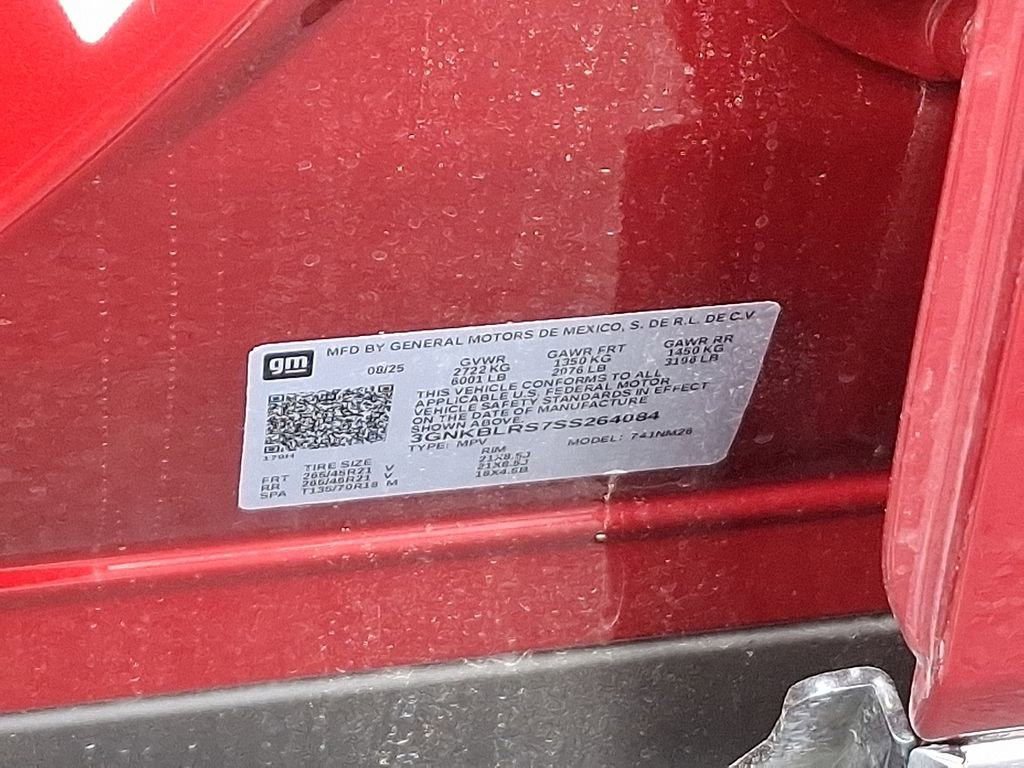 gm
MFD BY GENERAL MOTORS DE MEXICO, S. DE R.L. DE C.V.
08/25
GVWR GAWR FRT GAWR RR
2722 KG 1350 KG 1450 KG
6001 LB 2976 LB 3196 LB
THIS VEHICLE CONFORMS TO ALL
APPLICABLE U.S. FEDERAL MOTOR
VEHICLE SAFETY STANDARDS IN EFFECT
ON THE DATE OF MANUFACTURE
SHOWN ABOVE.
3GNKBLRS7SS264084
TYPE: MPV MODEL: 741NM26
TIRE SIZE RIM
FRT 265/45R21 V 21X8.5J
RR 265/45R21 V 21X8.5J
SPA T135/70R18 M 18X4.5B